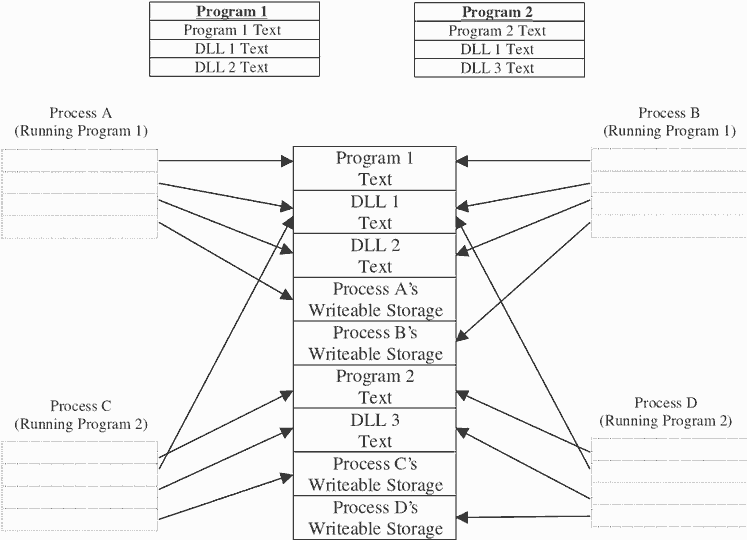 Program 1
Program 1 Text
DLL 1 Text
DLL 2 Text
Program 2
Program 2 Text
DLL 1 Text
DLL 3 Text
Process A
(Running Program 1)
Process B
(Running Program 1)
Program 1
Text
DLL 1
Text
DLL 2
Text
Process A's
Writeable Storage
Process B's
Writeable Storage
Program 2
Text
DLL 3
Text
Process C's
Writeable Storage
Process D's
Writeable Storage
Process C
(Running Program 2)
Process D
(Running Program 2)